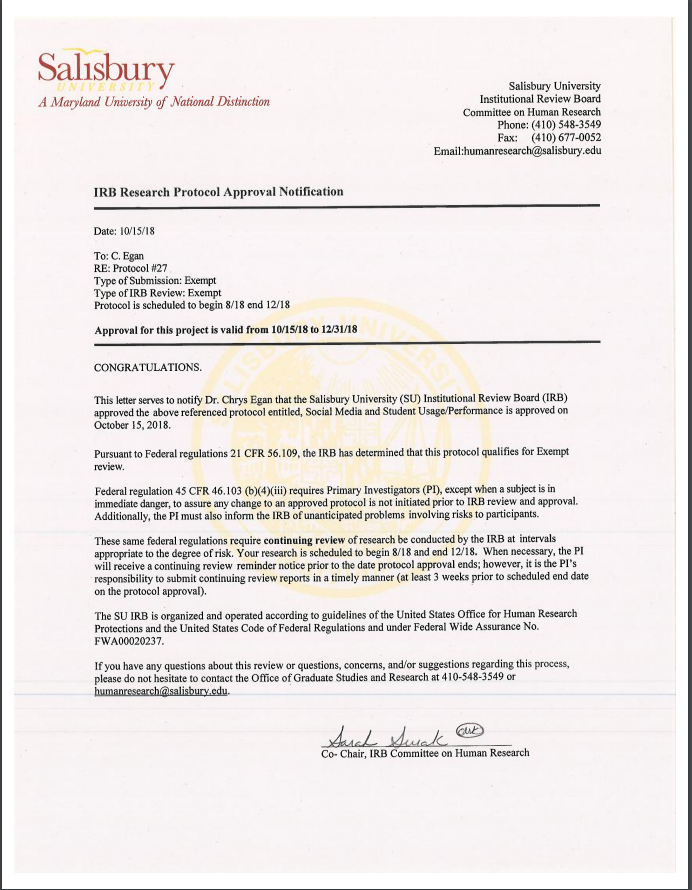 Salisbury
UNIVERSITY
A Maryland University of National Distinction
Salisbury University
Institutional Review Board
Committee on Human Research
Phone: (410) 548-3549
Fax: (410) 677-0052
Email:humanresearch@salisbury.edu
IRB Research Protocol Approval Notification
Date: 10/15/18
To: C. Egan
RE: Protocol #27
Type of Submission: Exempt
Type of IRB Review: Exempt
Protocol is scheduled to begin 8/18 end 12/18
Approval for this project is valid from 10/15/18 to 12/31/18
CONGRATULATIONS.
This letter serves to notify Dr. Chrys Egan that the Salisbury University (SU) Institutional Review Board (IRB)
approved the above referenced protocol entitled, Social Media and Student Usage/Performance is approved on
October 15, 2018.
Pursuant to Federal regulations 21 CFR 56.109, the IRB has determined that this protocol qualifies for Exempt
review.
Federal regulation 45 CFR 46.103 (b)(4)(iii) requires Primary Investigators (PI), except when a subject is in
immediate danger, to assure any change to an approved protocol is not initiated prior to IRB review and approval.
Additionally, the PI must also inform the IRB of unanticipated problems involving risks to participants.
These same federal regulations require continuing review of research be conducted by the IRB at intervals
appropriate to the degree of risk. Your research is scheduled to begin 8/18 and end 12/18. When necessary, the PI
will receive a continuing review reminder notice prior to the date protocol approval ends; however, it is the PI's
responsibility to submit continuing review reports in a timely manner (at least 3 weeks prior to scheduled end date
on the protocol approval).
The SU IRB is organized and operated according to guidelines of the United States Office for Human Research
Protections and the United States Code of Federal Regulations and under Federal Wide Assurance No.
FWA00020237.
If you have any questions about this review or questions, concerns, and/or suggestions regarding this process,
please do not hesitate to contact the Office of Graduate Studies and Research at 410-548-3549 or
humanresearch@salisbury.edu.
Sarah
Co- Chair, IRB Committee on Human Research